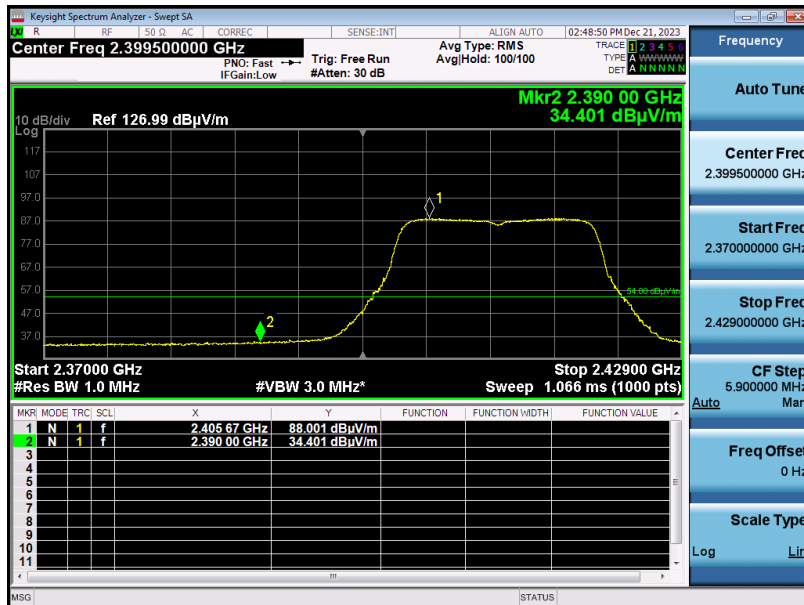 Keysight Spectrum Analyzer - Swept SA
LXI R RF 50 Ω AC CORREC SENSE:INT ALIGN AUTO 02:48:50 PM Dec 21, 2023
Center Freq 2.399500000 GHz
PNO: Fast
IFGain:Low
Trig: Free Run
#Atten: 30 dB
Avg Type: RMS
Avg|Hold: 100/100
TRACE 1 2 3 4 5 6
TYPE A W W W W W
DET A N N N N N
Mkr2 2.390 00 GHz
34.401 dBµV/m
10 dB/div Ref 126.99 dBµV/m
Log
117
107
97.0
87.0
77.0
67.0
57.0
47.0
37.0
1
2
54.00 dBµV/m
Start 2.37000 GHz Stop 2.42900 GHz
#Res BW 1.0 MHz #VBW 3.0 MHz* Sweep 1.066 ms (1000 pts)
MKR MODE TRC SCL X Y FUNCTION FUNCTION WIDTH FUNCTION VALUE
1 N 1 f 2.405 67 GHz 88.001 dBµV/m
2 N 1 f 2.390 00 GHz 34.401 dBµV/m
3
4
5
6
7
8
9
10
11
MSG STATUS
Frequency
Auto Tune
Center Freq
2.399500000 GHz
Start Freq
2.370000000 GHz
Stop Freq
2.429000000 GHz
CF Step
5.900000 MHz
Auto Man
Freq Offset
0 Hz
Scale Type
Log Lin